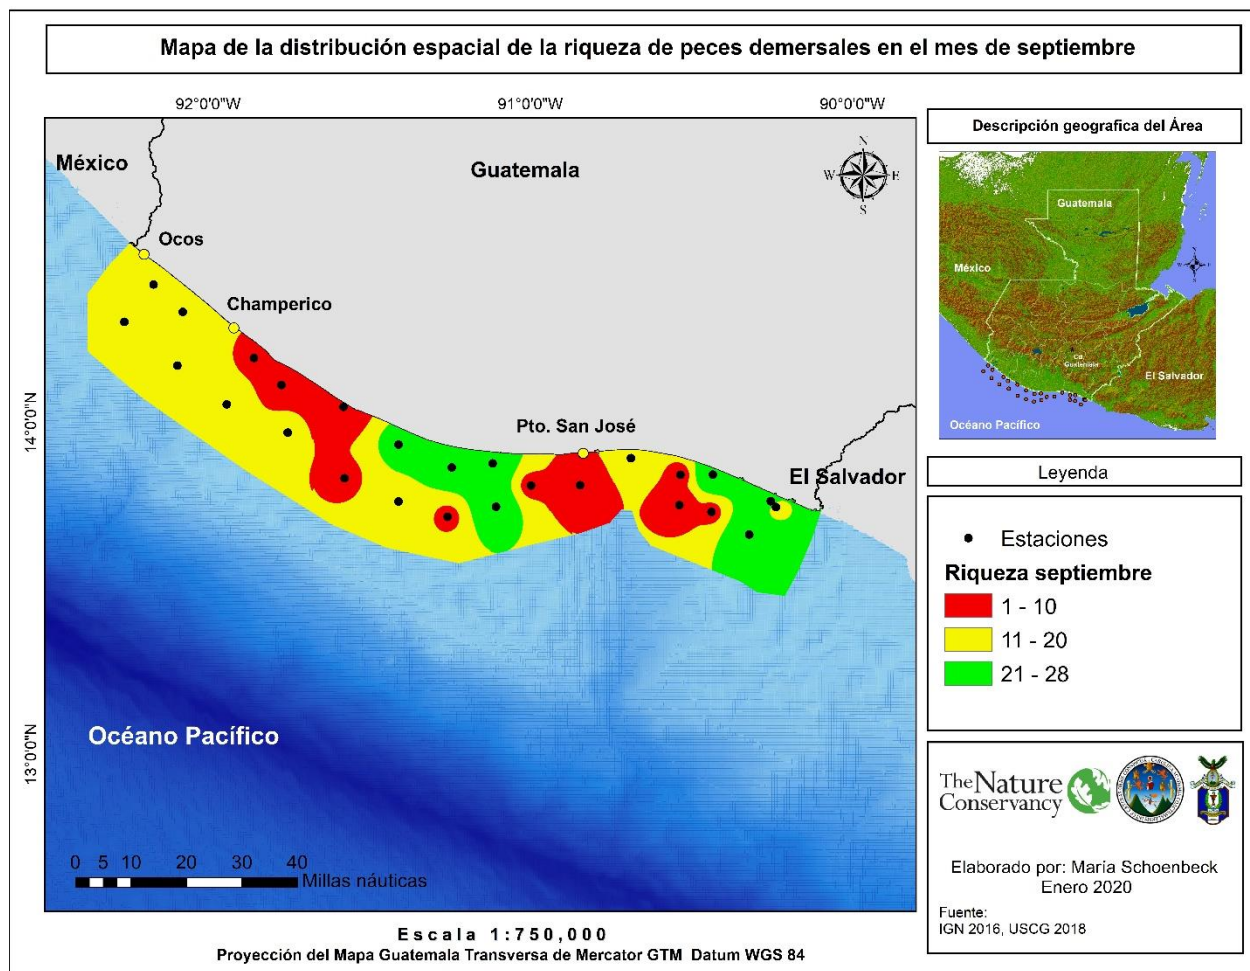 Mapa de la distribución espacial de la riqueza de peces demersales en el mes de septiembre
92°0'0"W
91°0'0"W
90°0'0"W
México
Guatemala
N
W
E
S
Ocos
Champerico
14°0'0"N
Pto. San José
El Salvador
13°0'0"N
Océano Pacífico
0 5 10 20 30 40
Millas náuticas
Escala 1:750,000
Proyección del Mapa Guatemala Transversa de Mercator GTM Datum WGS 84
Descripción geografica del Área
Guatemala
México
N
W
E
S
Cd.
Guatemala
El Salvador
Océano Pacífico
Leyenda
Estaciones
Riqueza septiembre
1 - 10
11 - 20
21 - 28
The Nature
Conservancy
Elaborado por: María Schoenbeck
Enero 2020
Fuente:
IGN 2016, USCG 2018